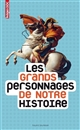 LES
GRANDS
PERSONNAGES
DE NOTRE
HISTOIRE